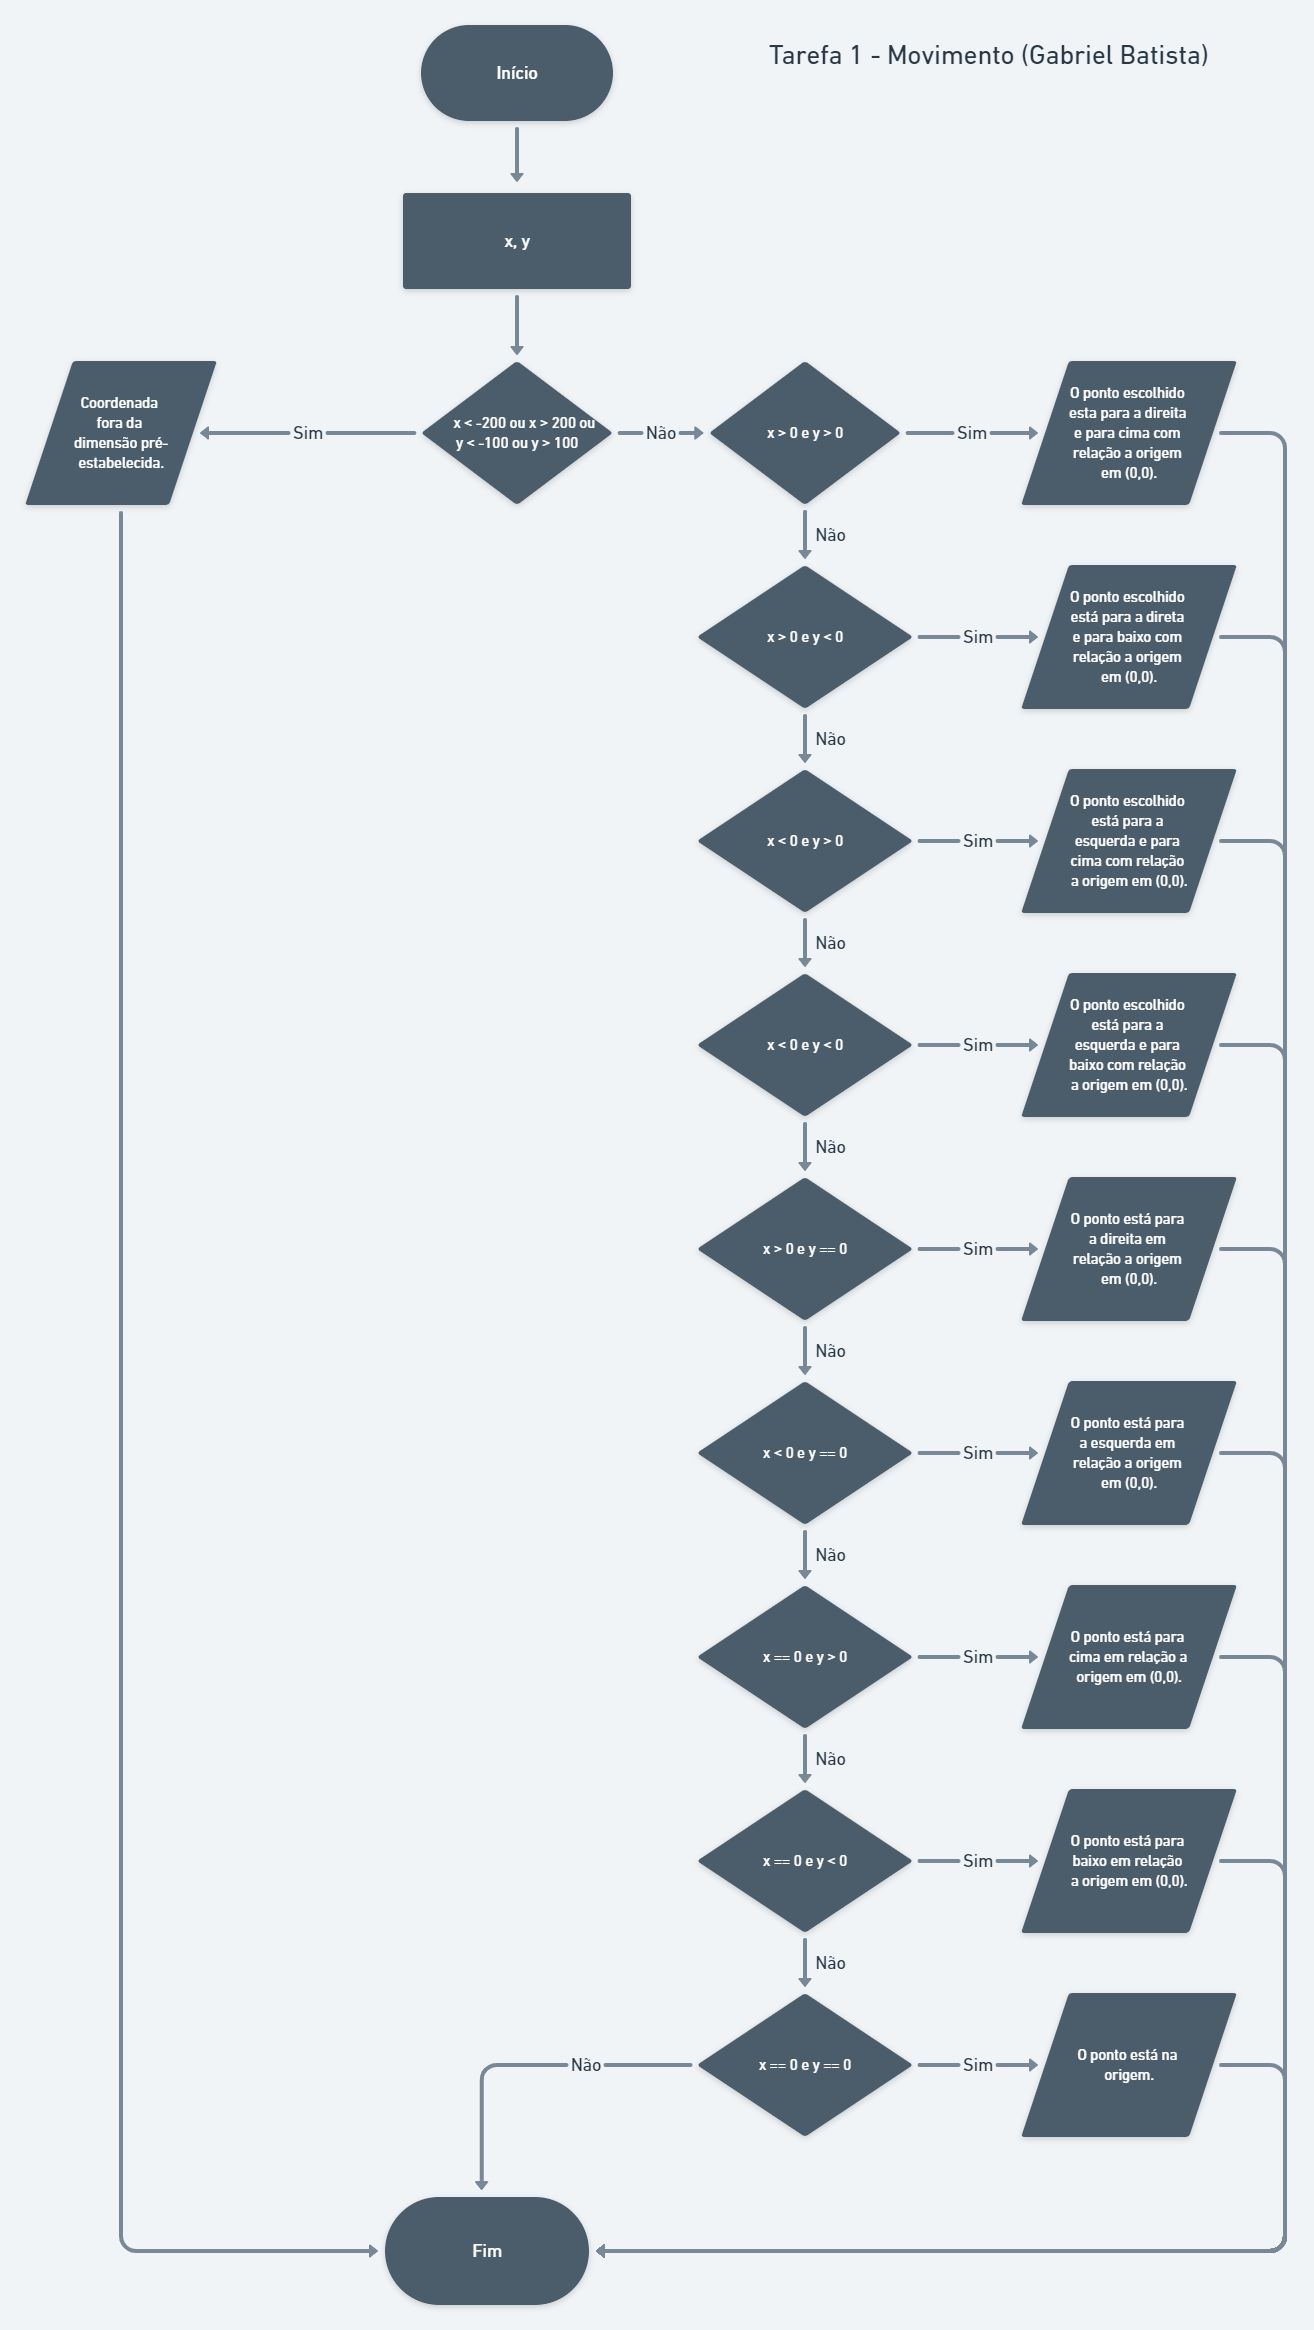 Tarefa 1 - Movimento (Gabriel Batista)
Início
x, y
Coordenada
fora da
dimensão pré-
estabelecida.
Sim
x < -200 ou x > 200 ou
y < -100 ou y > 100
Não
x > 0 e y > 0
Sim
O ponto escolhido
esta para a direita
e para cima com
relação a origem
em (0,0).
Não
x > 0 e y < 0
Sim
O ponto escolhido
está para a direta
e para baixo com
relação a origem
em (0,0).
Não
x < 0 e y > 0
Sim
O ponto escolhido
está para a
esquerda e para
cima com relação
a origem em (0,0).
Não
x < 0 e y < 0
Sim
O ponto escolhido
está para a
esquerda e para
baixo com relação
a origem em (0,0).
Não
x > 0 e y == 0
Sim
O ponto está para
a direita em
relação a origem
em (0,0).
Não
x < 0 e y == 0
Sim
O ponto está para
a esquerda em
relação a origem
em (0,0).
Não
x == 0 e y > 0
Sim
O ponto está para
cima em relação a
origem em (0,0).
Não
x == 0 e y < 0
Sim
O ponto está para
baixo em relação
a origem em (0,0).
Não
x == 0 e y == 0
Sim
O ponto está na
origem.
Não
Fim